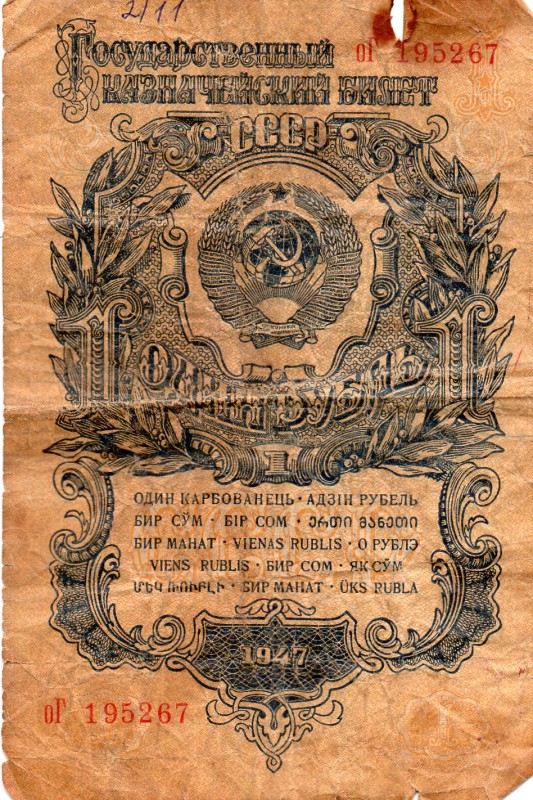 2/11
Государственный оГ 195267
казначейский билет
СССР
1 1
ОДИН РУБЛЬ
1
ОДИН КАРБОВАНЕЦЬ · АДЗІН РУБЕЛЬ
БИР СЎМ · БІР СОМ · ᲔᲠᲗᲘ ᲛᲐᲜᲔᲗᲘ
БИР МАНАТ · VIENAS RUBLIS · О РУБЛЭ
VIENS RUBLIS · БИР СОМ · ЯК СӮМ
ՄԵԿ ՌՈՒԲԼԻ · БИР МАНАТ · ÜKS RUBLA
1947
оГ 195267